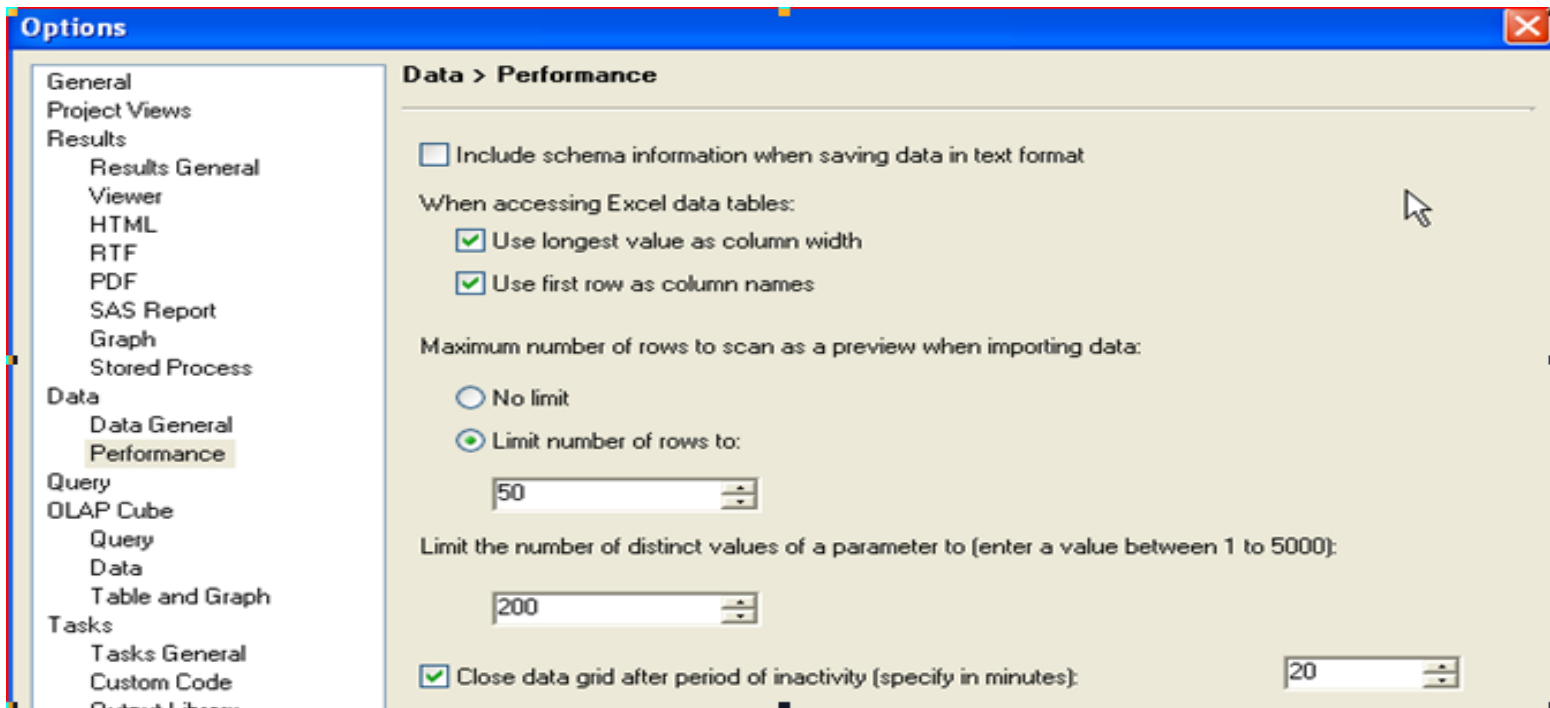 Options
General
Project Views
Results
Results General
Viewer
HTML
RTF
PDF
SAS Report
Graph
Stored Process
Data
Data General
Performance
Query
OLAP Cube
Query
Data
Table and Graph
Tasks
Tasks General
Custom Code
Data > Performance
Include schema information when saving data in text format
When accessing Excel data tables:
Use longest value as column width
Use first row as column names
Maximum number of rows to scan as a preview when importing data:
No limit
Limit number of rows to:
50
Limit the number of distinct values of a parameter to (enter a value between 1 to 5000):
200
Close data grid after period of inactivity (specify in minutes): 20